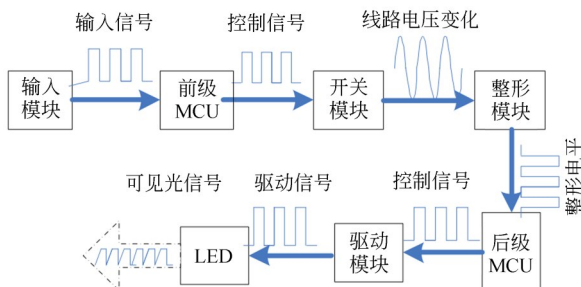 输入信号
控制信号
线路电压变化
输入
模块
前级
MCU
开关
模块
整形
模块
整形电
可见光信号
驱动信号
控制信号
LED
驱动
模块
后级
MCU